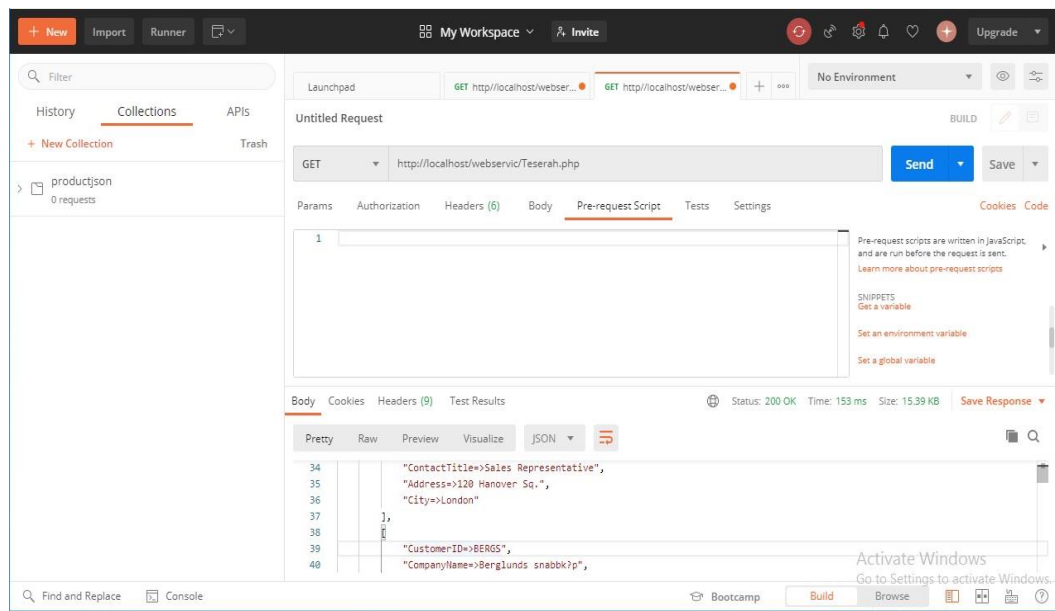 + New Import Runner My Workspace Invite Upgrade
Filter
History Collections APIs
+ New Collection Trash
productjson
0 requests
Launchpad GET http//localhost/webser... GET http//localhost/webser... + ooo No Environment
Untitled Request BUILD
GET http://localhost/webservic/Teserah.php Send Save
Params Authorization Headers (6) Body Pre-request Script Tests Settings Cookies Code
1
Pre-request scripts are written in JavaScript,
and are run before the request is sent.
Learn more about pre-request scripts
SNIPPETS
Get a variable
Set an environment variable
Set a global variable
Body Cookies Headers (9) Test Results Status: 200 OK Time: 153 ms Size: 15.39 KB Save Response
Pretty Raw Preview Visualize JSON
34 "ContactTitle=>Sales Representative",
35 "Address=>120 Hanover Sq.",
36 "City=>London"
37 ],
38 [
39 "CustomerID=>BERGS",
40 "CompanyName=>Berglunds snabbk?p",
Activate Windows
Go to Settings to activate Windows.
Find and Replace Console Bootcamp Build Browse